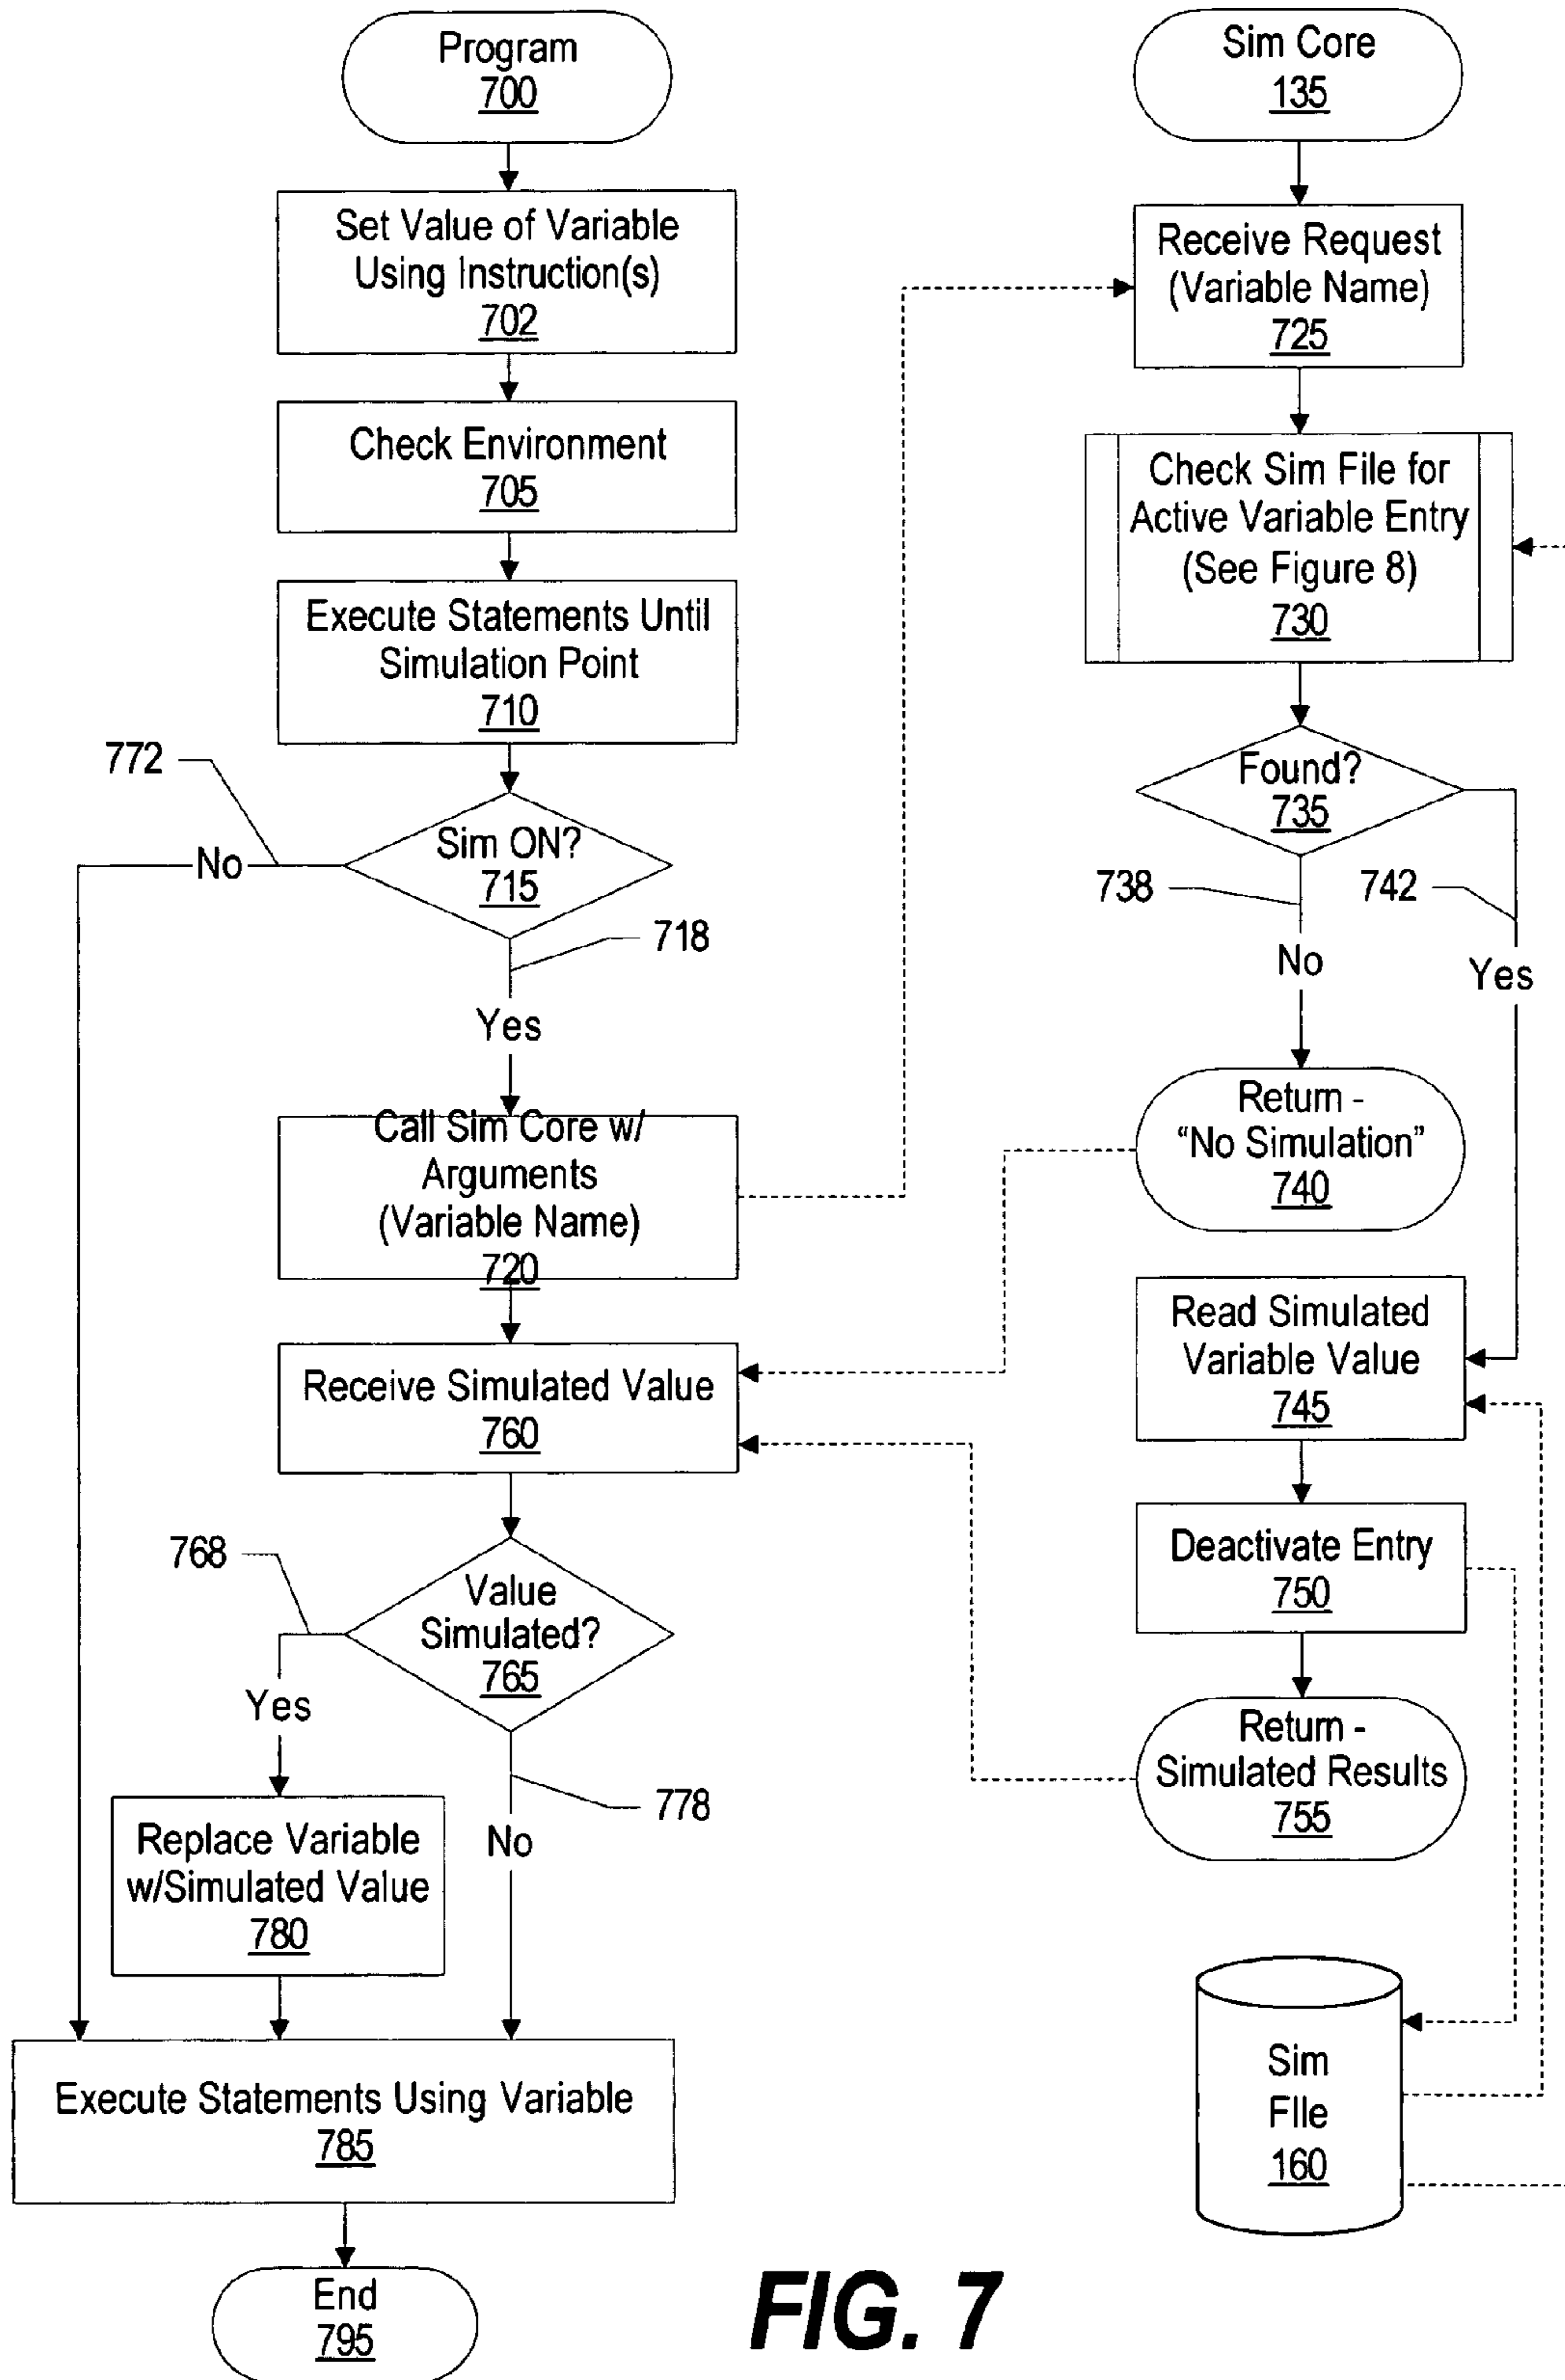 Program
700
Set Value of Variable
Using Instruction(s)
702
Check Environment
705
Execute Statements Until
Simulation Point
710
772
No
Sim ON?
715
718
Yes
Call Sim Core w/
Arguments
(Variable Name)
720
Receive Simulated Value
760
768
Value
Simulated?
765
Yes
778
No
Replace Variable
w/Simulated Value
780
Execute Statements Using Variable
785
End
795
Sim Core
135
Receive Request
(Variable Name)
725
Check Sim File for
Active Variable Entry
(See Figure 8)
730
Found?
735
738
742
No
Yes
Return -
“No Simulation”
740
Read Simulated
Variable Value
745
Deactivate Entry
750
Return -
Simulated Results
755
Sim
FIle
160
FIG. 7